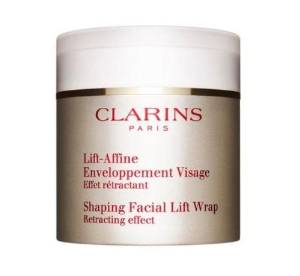 CLARINS
PARIS
Lift-Affine
Enveloppement Visage
Effet rétractant
Shaping Facial Lift Wrap
Retracting effect